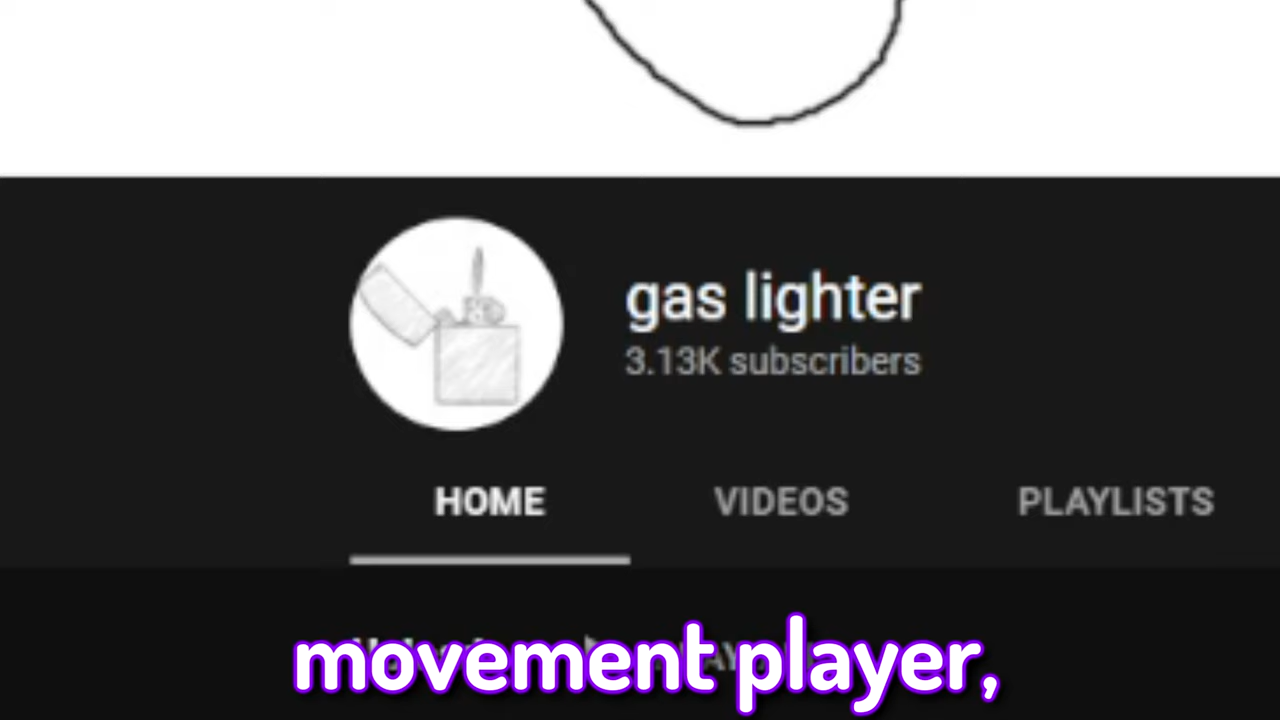 gas lighter
3.13K subscribers
HOME VIDEOS PLAYLISTS
movement player,